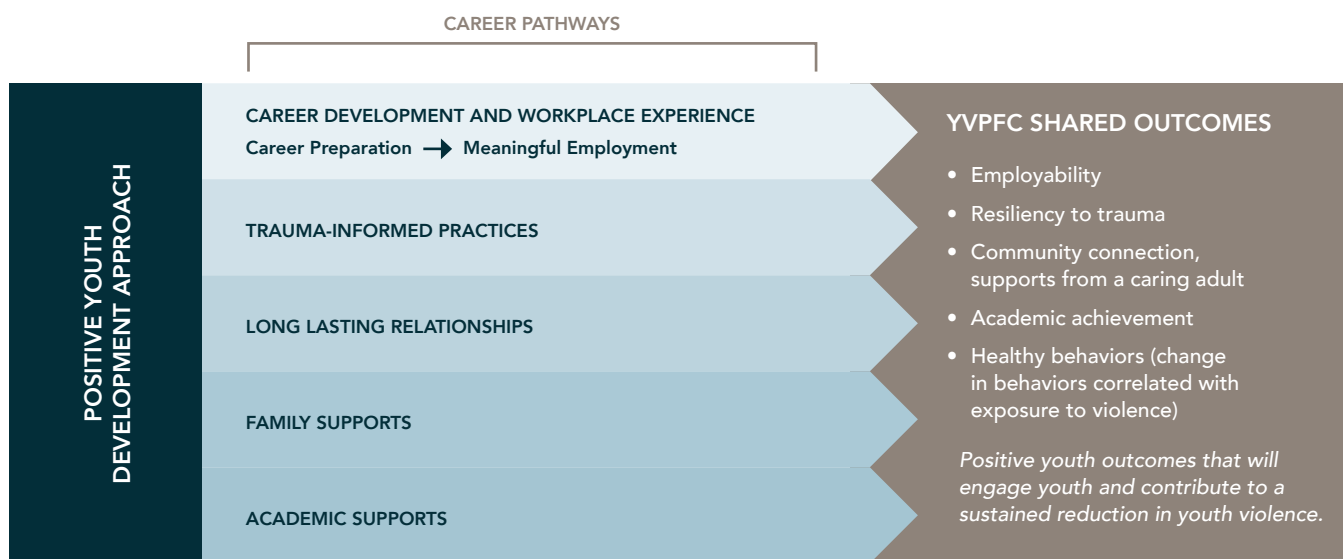 CAREER PATHWAYS
POSITIVE YOUTH
DEVELOPMENT APPROACH
CAREER DEVELOPMENT AND WORKPLACE EXPERIENCE
Career Preparation → Meaningful Employment
TRAUMA-INFORMED PRACTICES
LONG LASTING RELATIONSHIPS
FAMILY SUPPORTS
ACADEMIC SUPPORTS
YVPFC SHARED OUTCOMES
• Employability
• Resiliency to trauma
• Community connection,
supports from a caring adult
• Academic achievement
• Healthy behaviors (change
in behaviors correlated with
exposure to violence)
Positive youth outcomes that will
engage youth and contribute to a
sustained reduction in youth violence.